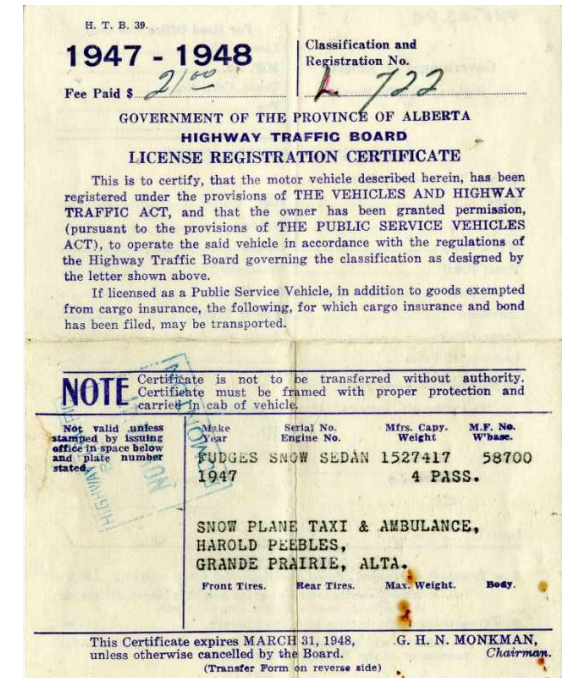 H. T. B. 39.
1947 - 1948
Classification and
Registration No.
Fee Paid $ 21.00
L 722
GOVERNMENT OF THE PROVINCE OF ALBERTA
HIGHWAY TRAFFIC BOARD
LICENSE REGISTRATION CERTIFICATE
This is to certify, that the motor vehicle described herein, has been
registered under the provisions of THE VEHICLES AND HIGHWAY
TRAFFIC ACT, and that the owner has been granted permission,
(pursuant to the provisions of THE PUBLIC SERVICE VEHICLES
ACT), to operate the said vehicle in accordance with the regulations of
the Highway Traffic Board governing the classification as designed by
the letter shown above.
If licensed as a Public Service Vehicle, in addition to goods exempted
from cargo insurance, the following, for which cargo insurance and bond
has been filed, may be transported.
NOTE
Certificate is not to be transferred without authority.
Certificate must be framed with proper protection and
carried in cab of vehicle.
Not valid unless
stamped by issuing
office in space below
and plate number
stated.
HIGHWAY
EDMONTON
Make Serial No. Mfrs. Capy. M.F. No.
Year Engine No. Weight W'base.
FUDGES SNOW SEDAN 1527417 58700
1947 4 PASS.
SNOW PLANE TAXI & AMBULANCE,
HAROLD PEEBLES,
GRANDE PRAIRIE, ALTA.
Front Tires. Rear Tires. Max. Weight. Body.
This Certificate expires MARCH 31, 1948,
unless otherwise cancelled by the Board.
(Transfer Form on reverse side)
G. H. N. MONKMAN,
Chairman.